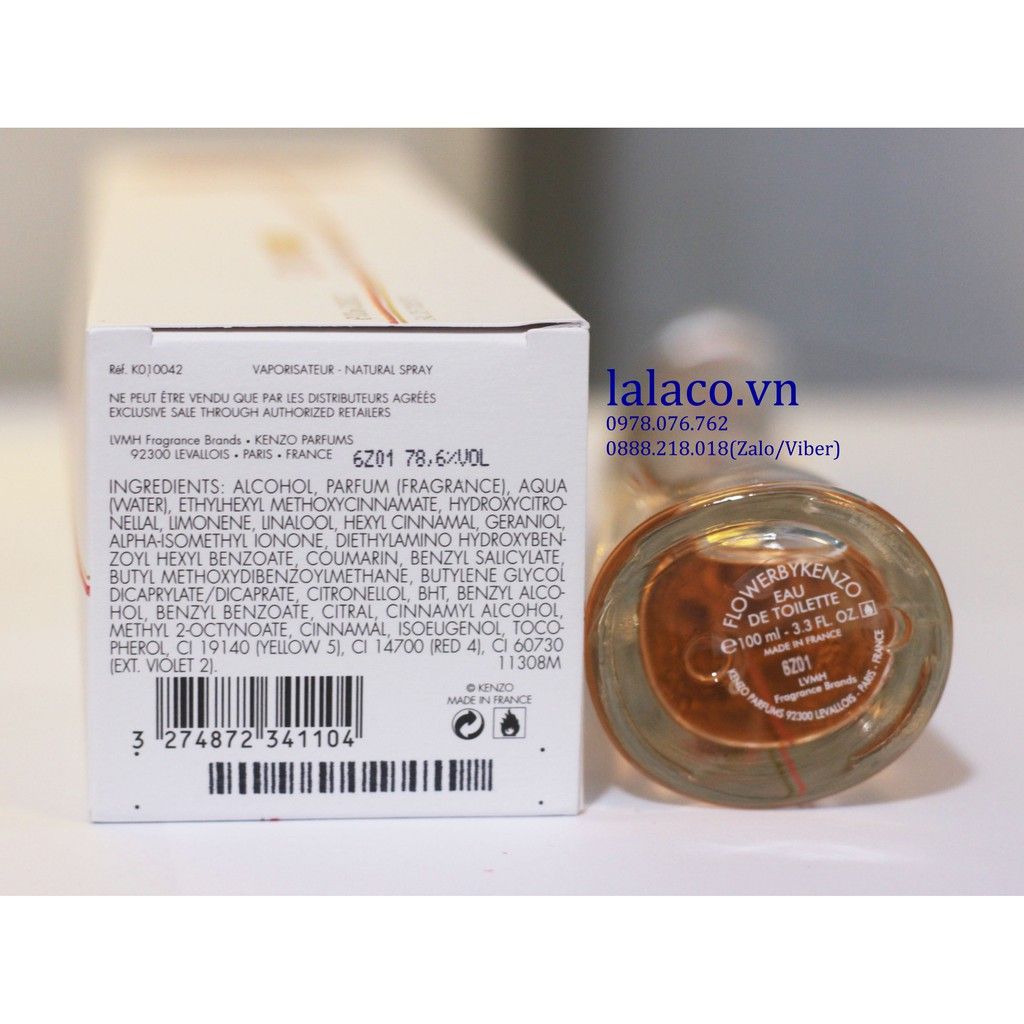 Réf. K010042
VAPORISATEUR - NATURAL SPRAY
NE PEUT ÊTRE VENDU QUE PAR LES DISTRIBUTEURS AGRÉÉS
EXCLUSIVE SALE THROUGH AUTHORIZED RETAILERS
LVMH Fragrance Brands • KENZO PARFUMS
92300 LEVALLOIS • PARIS • FRANCE
6Z01 78,6%VOL
INGREDIENTS: ALCOHOL, PARFUM (FRAGRANCE), AQUA
(WATER), ETHYLHEXYL METHOXYCINNAMATE, HYDROXYCITRO-
NELLAL, LIMONENE, LINALOOL, HEXYL CINNAMAL, GERANIOL,
ALPHA-ISOMETHYL IONONE, DIETHYLAMINO HYDROXYBEN-
ZOYL HEXYL BENZOATE, COUMARIN, BENZYL SALICYLATE,
BUTYL METHOXYDIBENZOYLMETHANE, BUTYLENE GLYCOL
DICAPRYLATE/DICAPRATE, CITRONELLOL, BHT, BENZYL ALCO-
HOL, BENZYL BENZOATE, CITRAL, CINNAMYL ALCOHOL,
METHYL 2-OCTYNOATE, CINNAMAL, ISOEUGENOL, TOCO-
PHEROL, CI 19140 (YELLOW 5), CI 14700 (RED 4), CI 60730
(EXT. VIOLET 2).
11308M
© KENZO
MADE IN FRANCE
3 274872 341104
lalaco.vn
0978.076.762
0888.218.018(Zalo/Viber)
FLOWERBYKENZO
EAU
DE TOILETTE
e 100 ml - 3.3 FL. OZ.
MADE IN FRANCE
6Z01
LVMH
Fragrance Brands
KENZO PARFUMS 92300 LEVALLOIS - PARIS - FRANCE